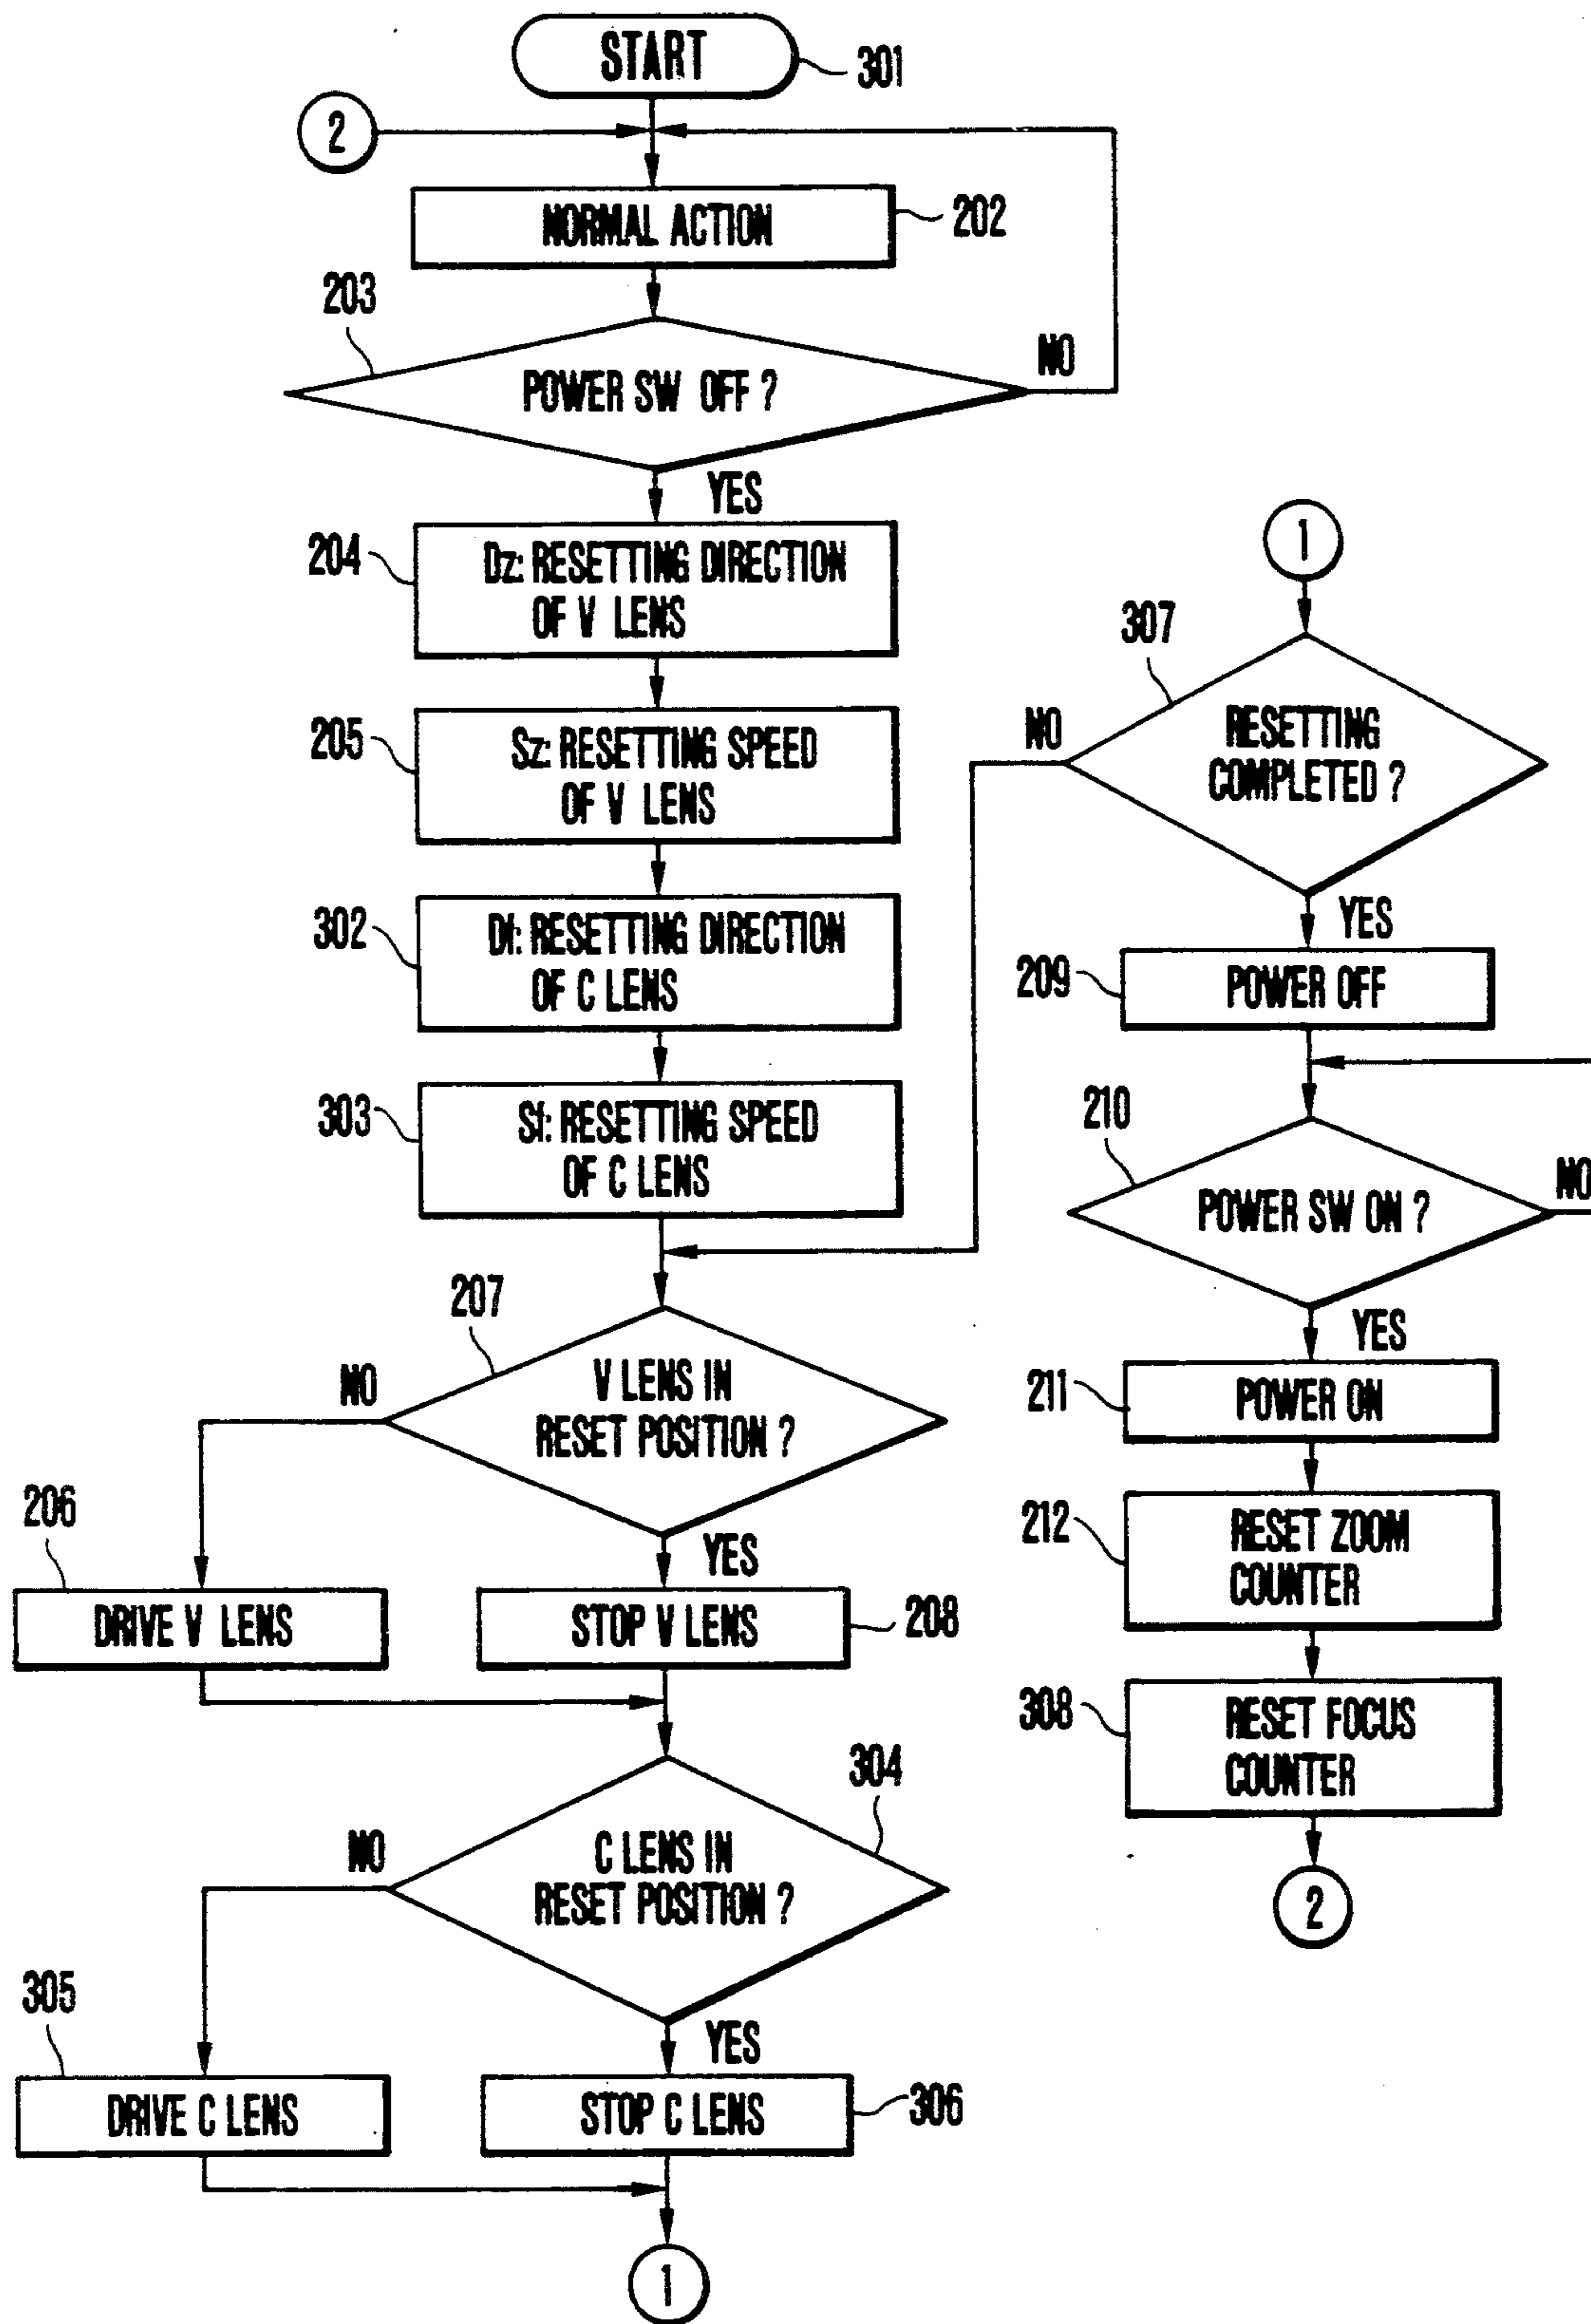 START
301
2
NORMAL ACTION
202
203
POWER SW OFF ?
NO
YES
204
Dz: RESETTING DIRECTION
OF V LENS
205
Sz: RESETTING SPEED
OF V LENS
302
Df: RESETTING DIRECTION
OF C LENS
303
Sf: RESETTING SPEED
OF C LENS
207
V LENS IN
RESET POSITION ?
NO
YES
206
DRIVE V LENS
STOP V LENS
208
304
C LENS IN
RESET POSITION ?
NO
YES
305
DRIVE C LENS
STOP C LENS
306
1
1
307
RESETTING
COMPLETED ?
NO
YES
209
POWER OFF
210
POWER SW ON ?
NO
YES
211
POWER ON
212
RESET ZOOM
COUNTER
308
RESET FOCUS
COUNTER
2